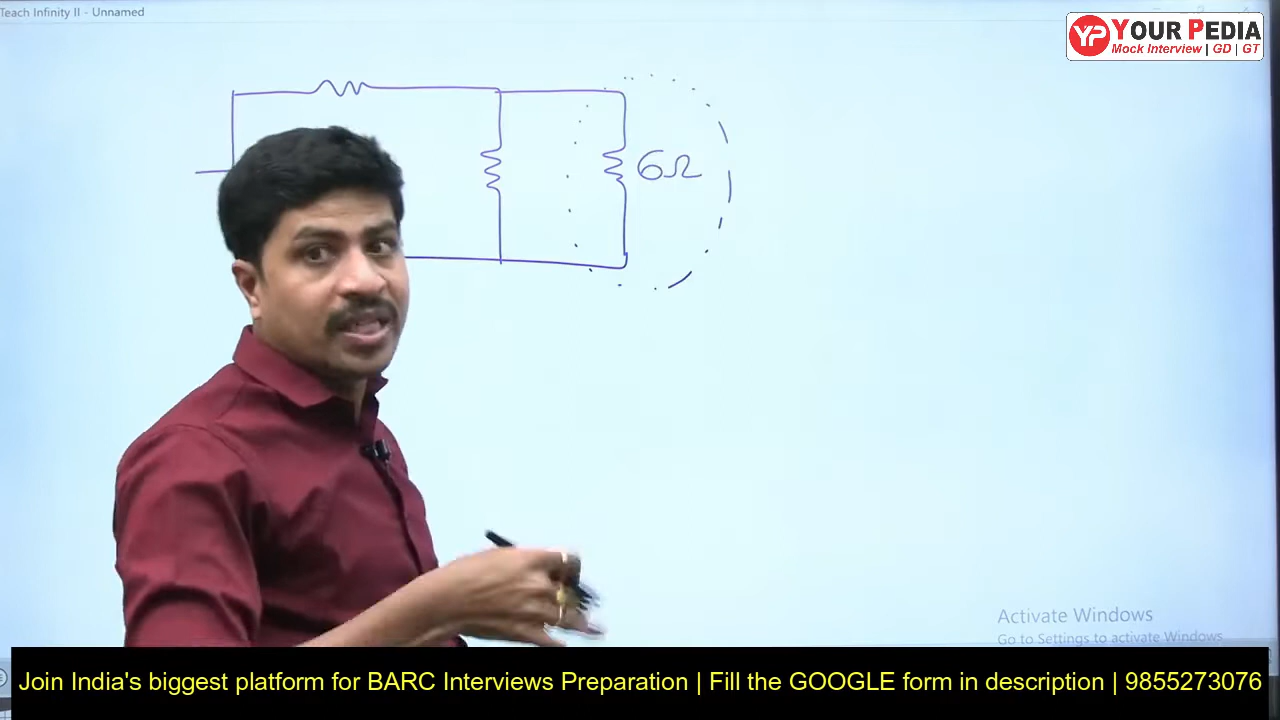 Teach Infinity II - Unnamed
YP YOUR PEDIA
Mock Interview | GD | GT
6Ω
Activate Windows
Go to Settings to activate Windows
Join India's biggest platform for BARC Interviews Preparation | Fill the GOOGLE form in description | 9855273076